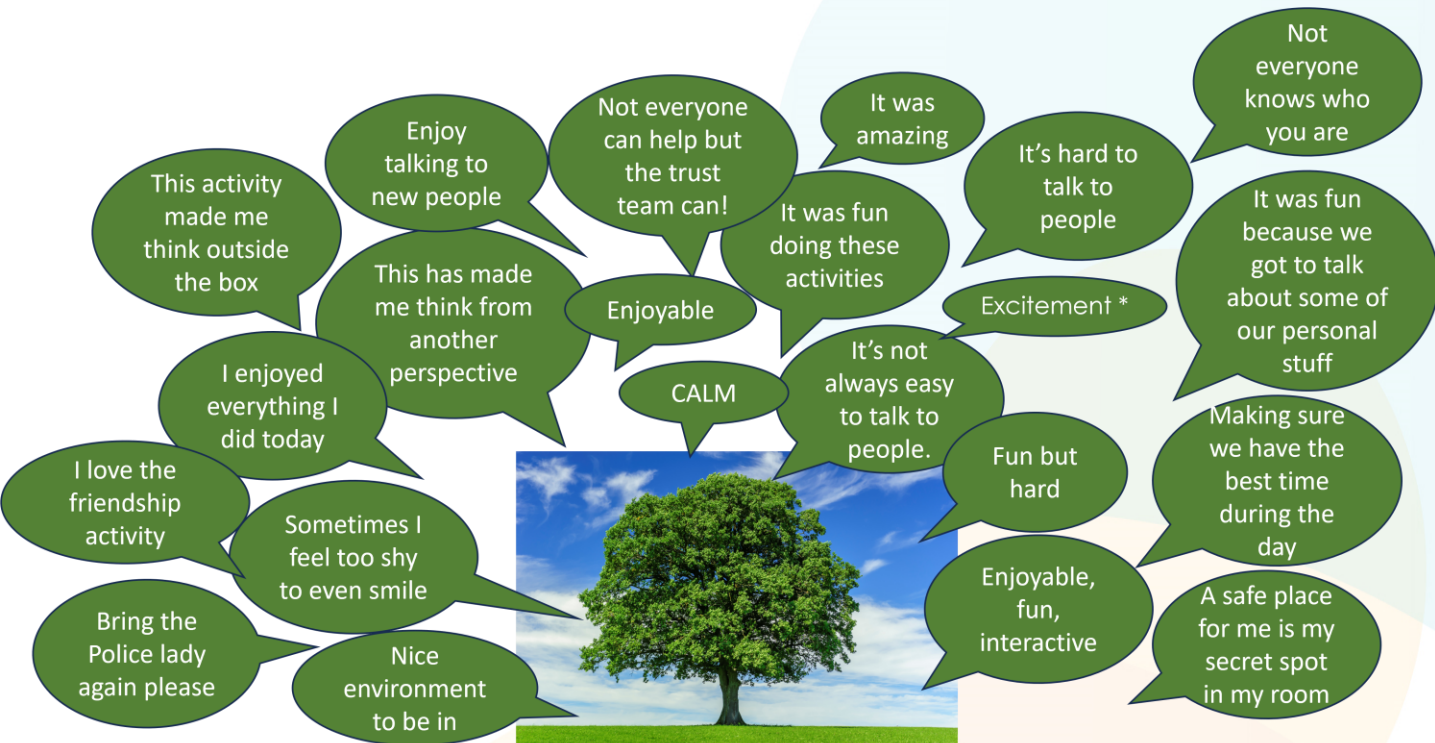 Not
everyone
knows who
you are
It was
amazing
Not everyone
can help but
the trust
team can!
Enjoy
talking to
new people
It's hard to
talk to
people
This activity
made me
think outside
the box
It was fun
doing these
activities
It was fun
because we
got to talk
about some of
our personal
stuff
This has made
me think from
another
perspective
Enjoyable
Excitement *
I enjoyed
everything I
did today
CALM
It's not
always easy
to talk to
people.
Making sure
we have the
best time
during the
day
Fun but
hard
I love the
friendship
activity
Sometimes I
feel too shy
to even smile
Enjoyable,
fun,
interactive
A safe place
for me is my
secret spot
in my room
Bring the
Police lady
again please
Nice
environment
to be in